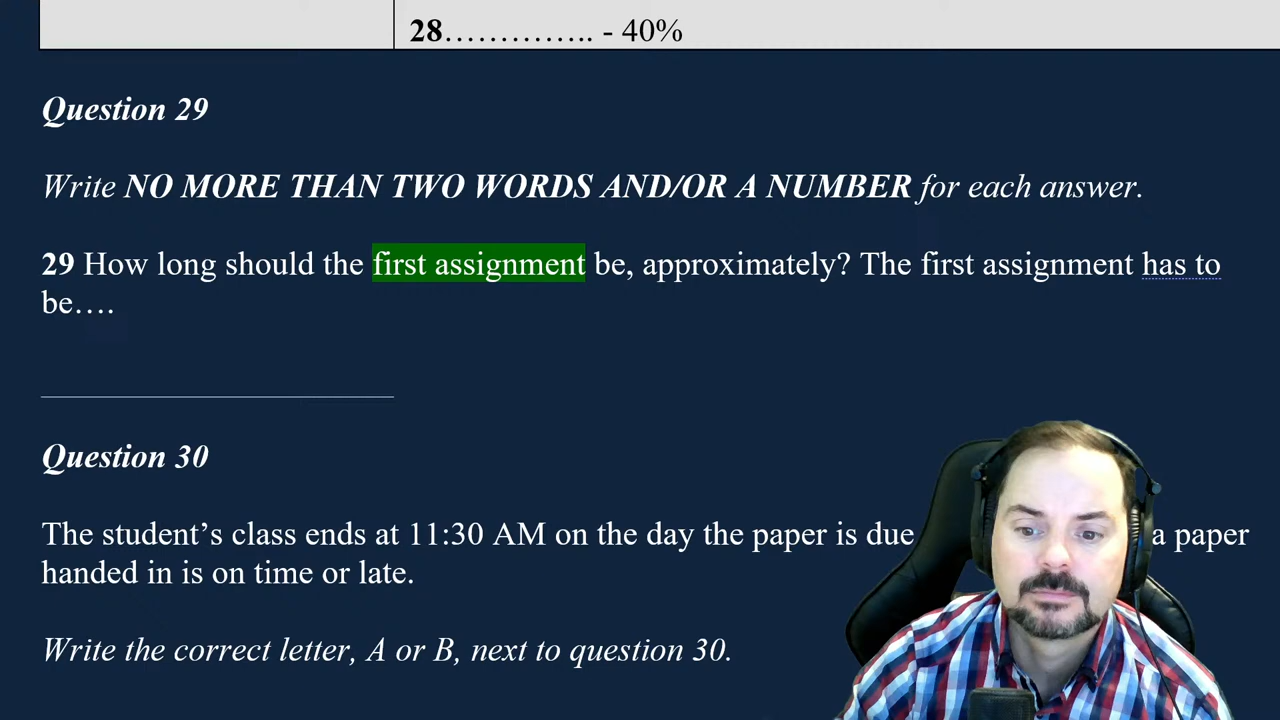 28………….. - 40%
Question 29
Write NO MORE THAN TWO WORDS AND/OR A NUMBER for each answer.
29 How long should the first assignment be, approximately? The first assignment has to
be….
Question 30
The student’s class ends at 11:30 AM on the day the paper is due a paper
handed in is on time or late.
Write the correct letter, A or B, next to question 30.